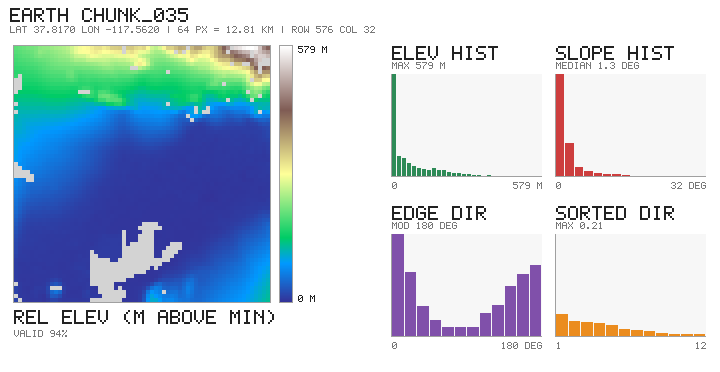 EARTH CHUNK_035
LAT 37.8170 LON -117.5620 | 64 PX = 12.81 KM | ROW 576 COL 32
579 M
0 M
REL ELEV (M ABOVE MIN)
VALID 94%
ELEV HIST
MAX 579 M
0 579 M
SLOPE HIST
MEDIAN 1.3 DEG
0 32 DEG
EDGE DIR
MOD 180 DEG
0 180 DEG
SORTED DIR
MAX 0.21
1 12